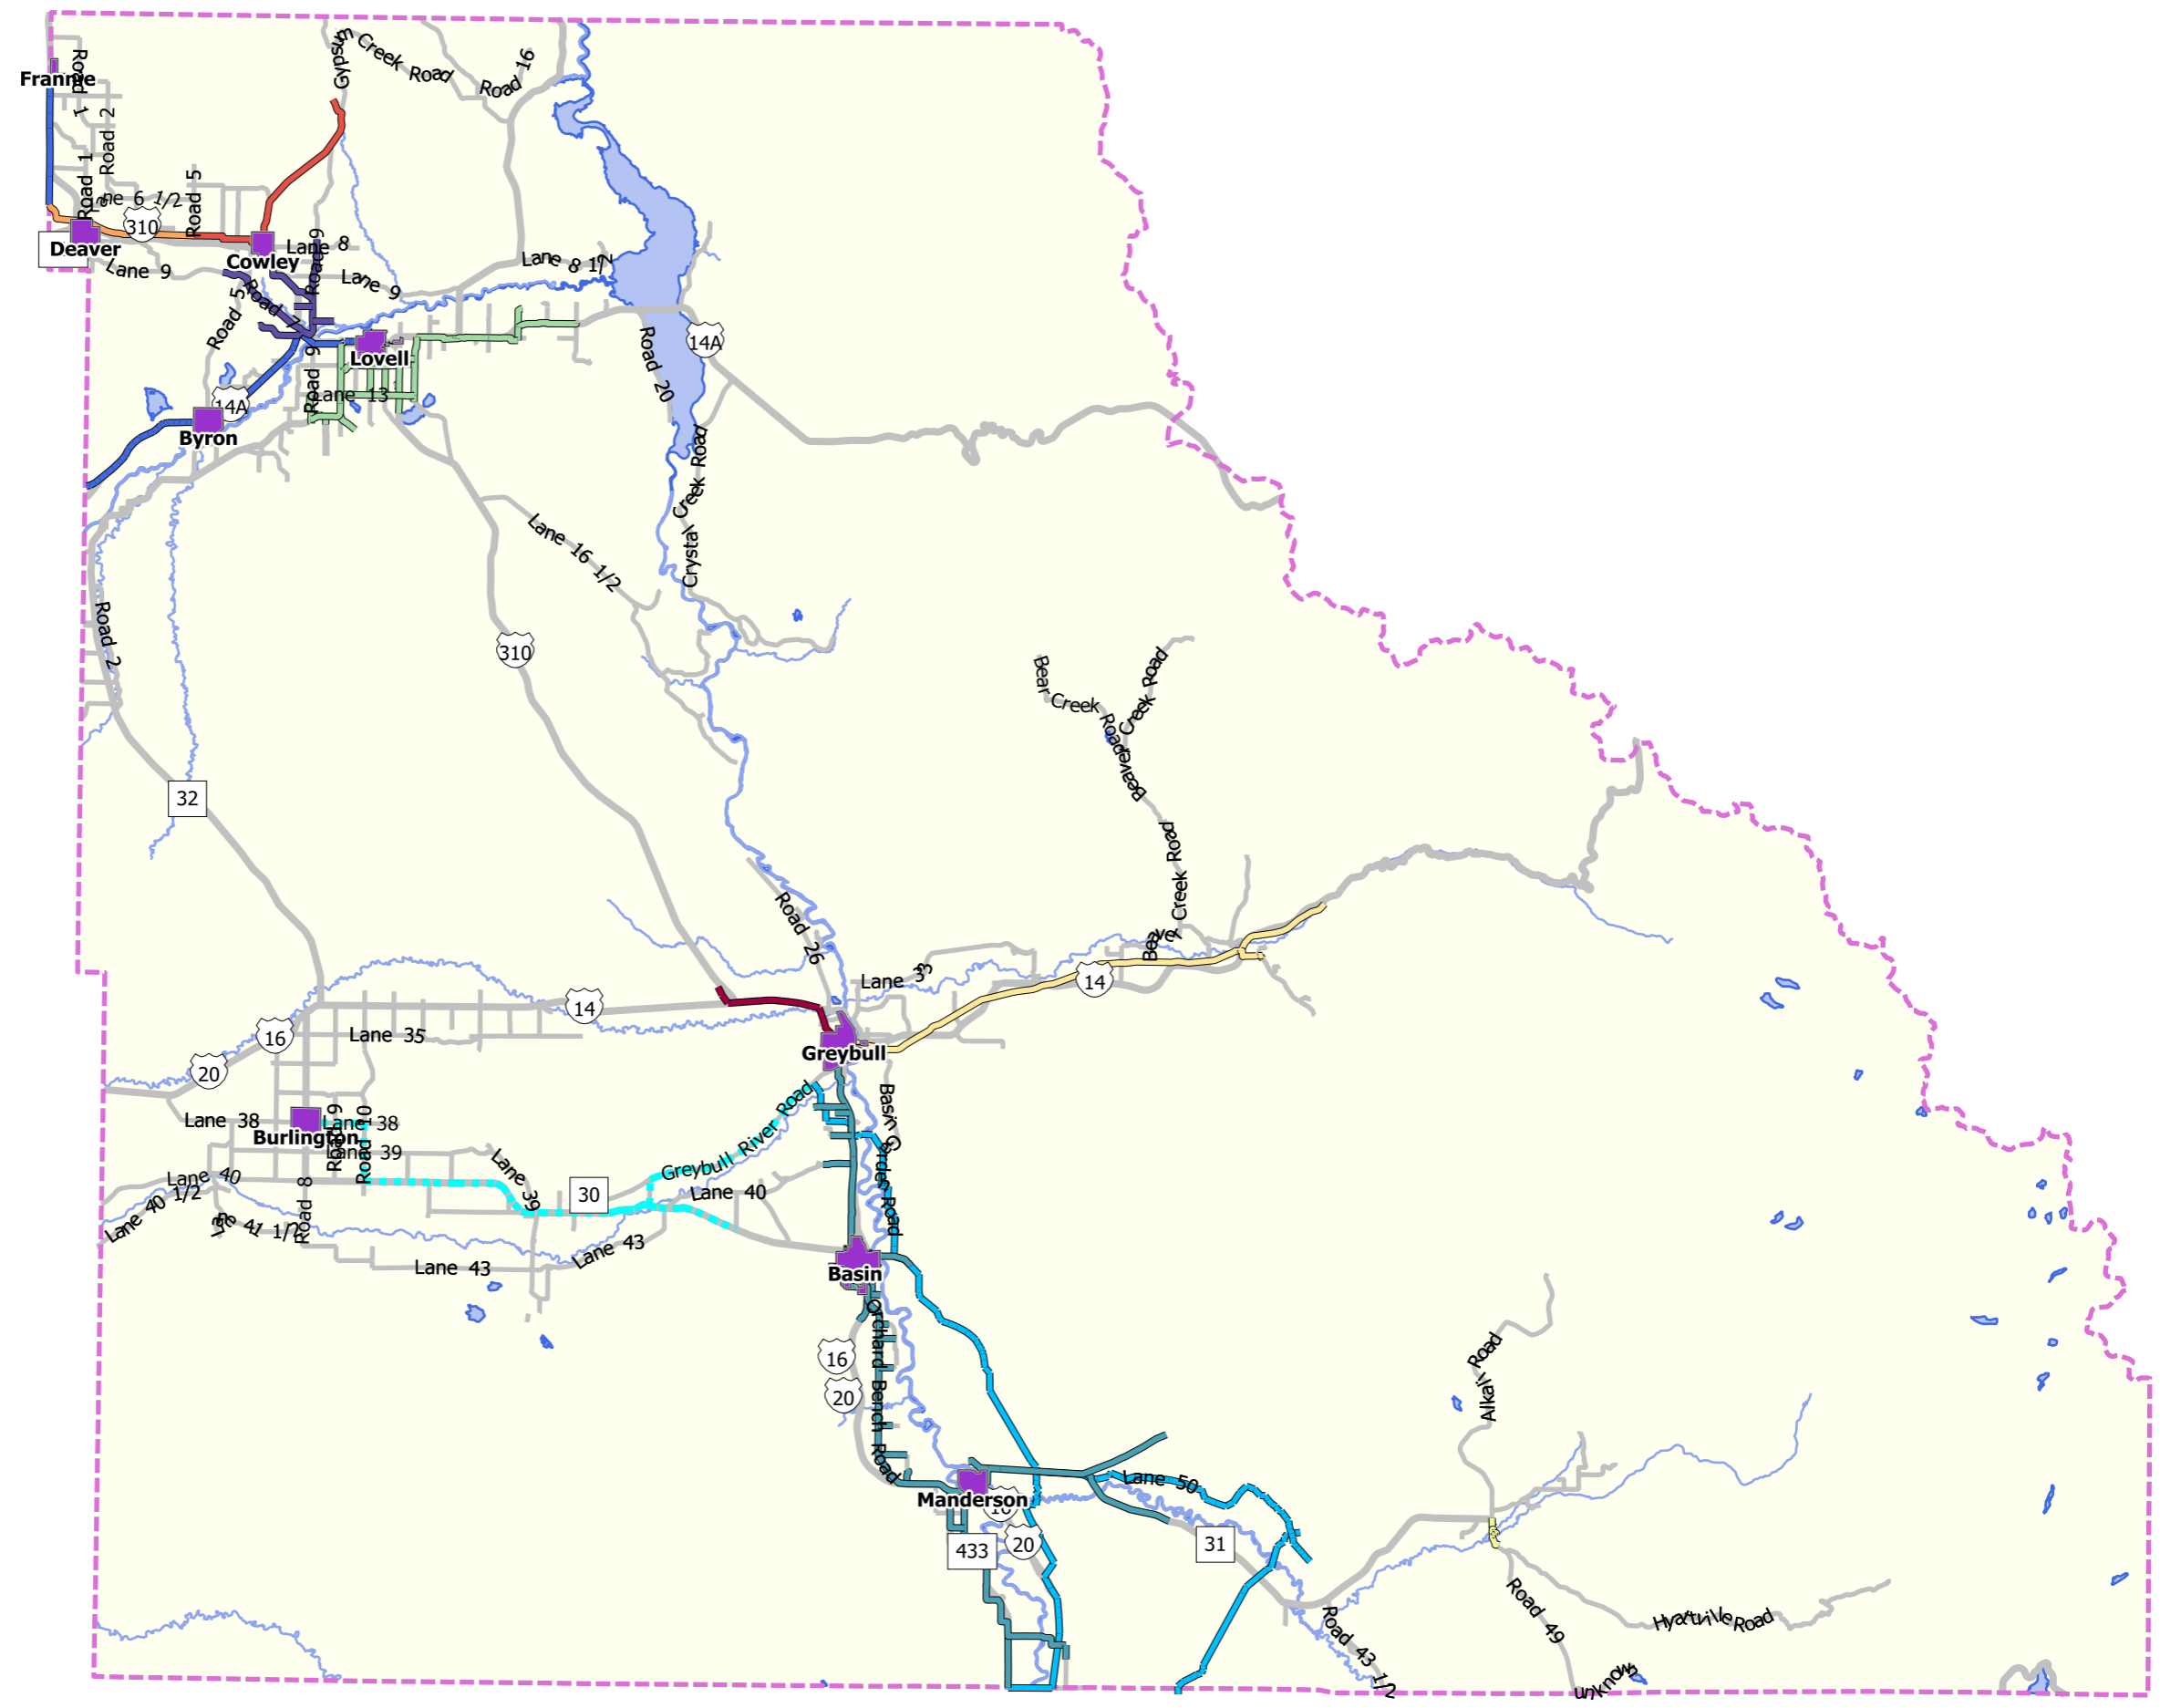 Gypsum Creek Road
Road 16
Frannie
Road 1
Road 2
Road 1
Lane 6 1/2
Road 5
310
Deaver
Lane 9
Cowley
Lane 8
Road 9
Lane 9
Lane 8 1/2
Road 7
Road 5
Road 9
Lovell
14A
Road 20
Lane 13
14A
Byron
Crystal Creek Road
Lane 16 1/2
Road 2
310
Bear Creek Road
Beaver Creek Road
32
Beaver Creek Road
Road 26
Lane 33
14
14
16
Lane 35
20
Greybull
Lane 38
Burlington
Lane 38
Road 9
Road 10
Lane 39
Greybull River Road
Basin Gardens Road
Lane 40
Lane 40 1/2
Lane 39
30
Lane 40
Lane 41 1/2
Road 8
Lane 43
Lane 43
Basin
Orchard Bench Road
16
20
Alkali Road
Manderson
16
Lane 50
433
20
31
Road 49
Hyattville Road
Road 43 1/2
unknown